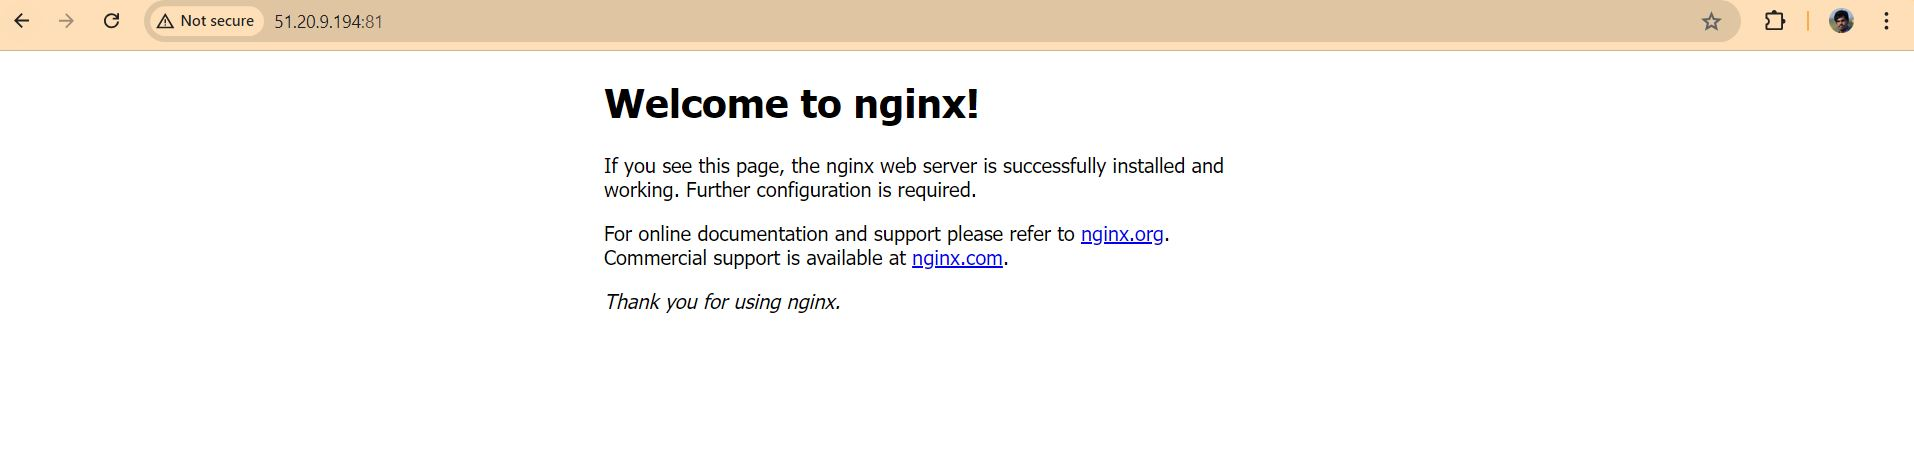 Not secure 51.20.9.194:81
Welcome to nginx!
If you see this page, the nginx web server is successfully installed and
working. Further configuration is required.
For online documentation and support please refer to nginx.org.
Commercial support is available at nginx.com.
Thank you for using nginx.